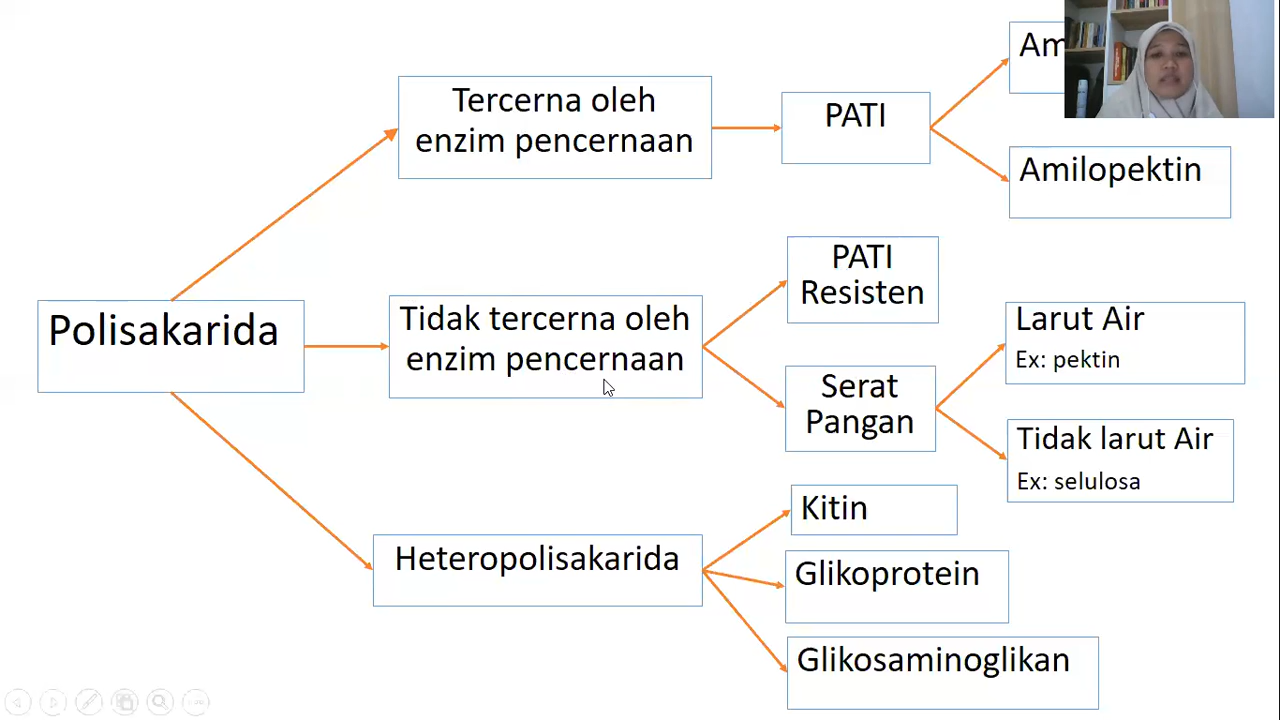 Polisakarida
Tercerna oleh
enzim pencernaan
PATI
Amilopektin
Tidak tercerna oleh
enzim pencernaan
PATI
Resisten
Serat
Pangan
Larut Air
Ex: pektin
Tidak larut Air
Ex: selulosa
Heteropolisakarida
Kitin
Glikoprotein
Glikosaminoglikan